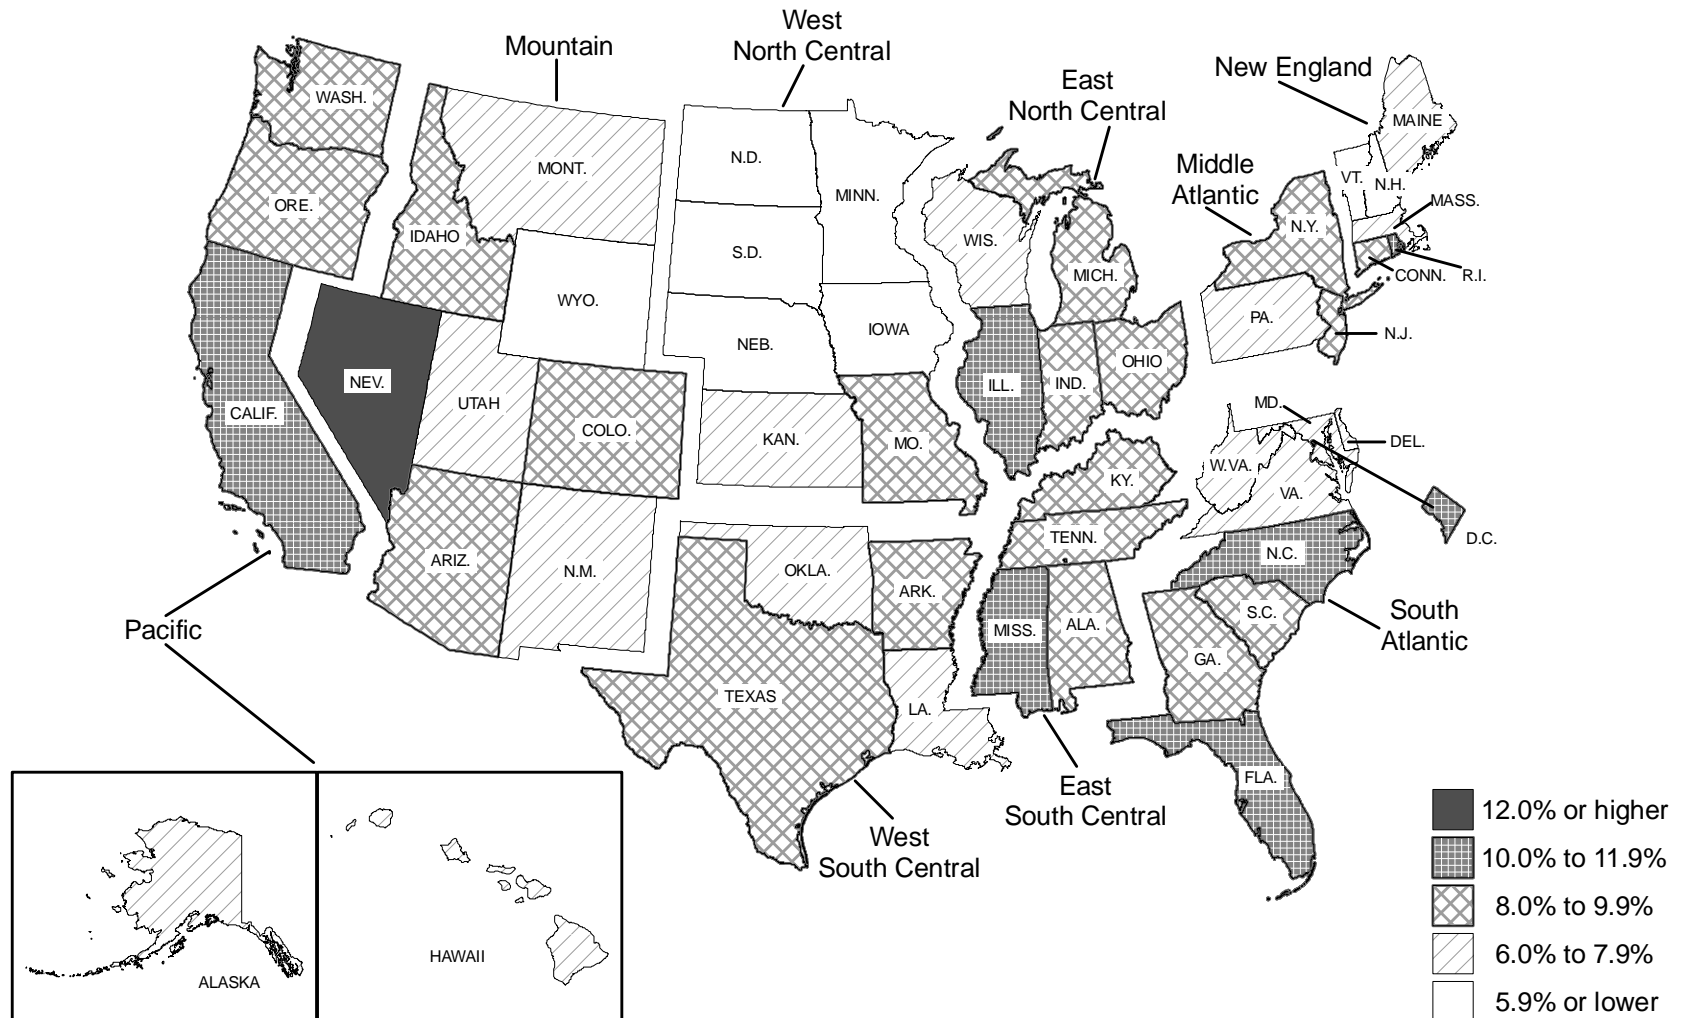 West
North Central
Mountain
East
North Central
New England
WASH.
MAINE
N.D.
MONT.
Middle
Atlantic
VT.
N.H.
MINN.
MASS.
ORE.
IDAHO
WIS.
N.Y.
S.D.
MICH.
CONN.
R.I.
WYO.
PA.
IOWA
N.J.
NEB.
OHIO
NEV.
ILL.
IND.
UTAH
MD.
CALIF.
COLO.
KAN.
MO.
DEL.
W.VA.
KY.
VA.
TENN.
D.C.
N.C.
ARIZ.
N.M.
OKLA.
ARK.
S.C.
South
Atlantic
Pacific
MISS.
ALA.
GA.
TEXAS
LA.
FLA.
East
South Central
West
South Central
12.0% or higher
10.0% to 11.9%
8.0% to 9.9%
6.0% to 7.9%
5.9% or lower
HAWAII
ALASKA